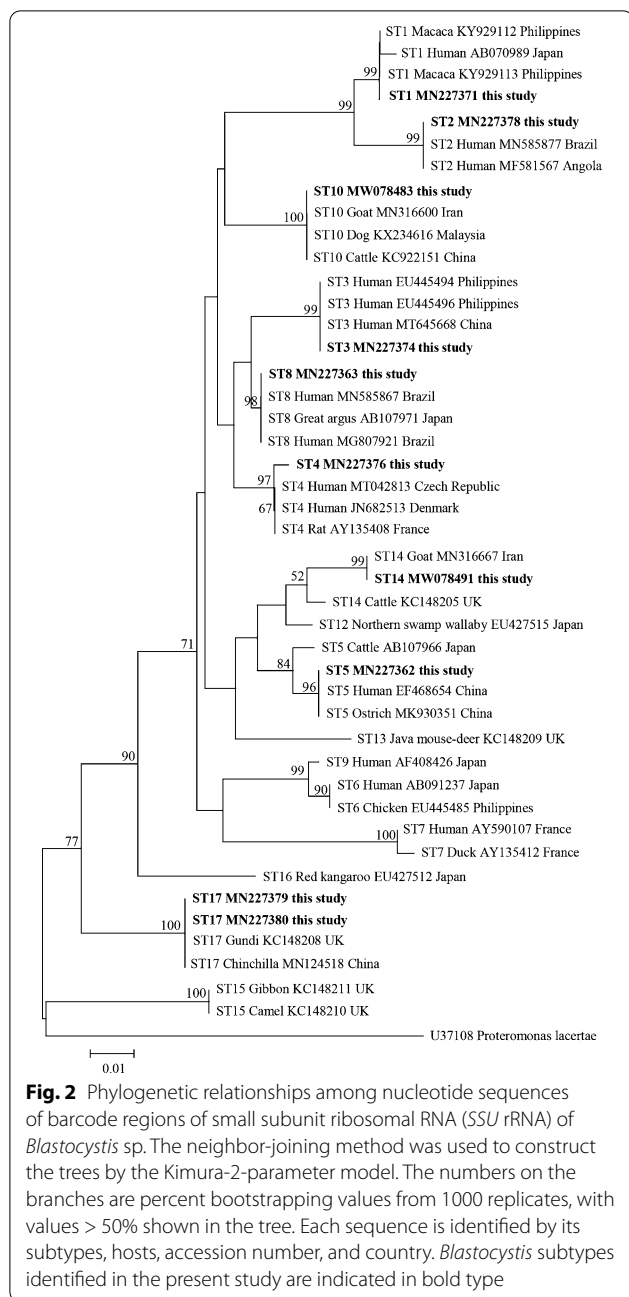 ST1 Macaca KY929112 Philippines
ST1 Human AB070989 Japan
99
ST1 Macaca KY929113 Philippines
ST1 MN227371 this study
99
ST2 MN227378 this study
99
ST2 Human MN585877 Brazil
ST2 Human MF581567 Angola
ST10 MW078483 this study
100
ST10 Goat MN316600 Iran
ST10 Dog KX234616 Malaysia
ST10 Cattle KC922151 China
ST3 Human EU445494 Philippines
ST3 Human EU445496 Philippines
99
ST3 Human MT645668 China
ST3 MN227374 this study
ST8 MN227363 this study
98
ST8 Human MN585867 Brazil
ST8 Great argus AB107971 Japan
ST8 Human MG807921 Brazil
ST4 MN227376 this study
97
ST4 Human MT042813 Czech Republic
67
ST4 Human JN682513 Denmark
ST4 Rat AY135408 France
ST14 Goat MN316667 Iran
99
ST14 MW078491 this study
52
ST14 Cattle KC148205 UK
ST12 Northern swamp wallaby EU427515 Japan
71
ST5 Cattle AB107966 Japan
84
ST5 MN227362 this study
96
ST5 Human EF468654 China
ST5 Ostrich MK930351 China
ST13 Java mouse-deer KC148209 UK
90
ST9 Human AF408426 Japan
99
ST6 Human AB091237 Japan
90
ST6 Chicken EU445485 Philippines
100
ST7 Human AY590107 France
ST7 Duck AY135412 France
77
ST16 Red kangaroo EU427512 Japan
ST17 MN227379 this study
ST17 MN227380 this study
100
ST17 Gundi KC148208 UK
ST17 Chinchilla MN124518 China
ST15 Gibbon KC148211 UK
100
ST15 Camel KC148210 UK
U37108 Proteromonas lacertae
0.01
Fig. 2 Phylogenetic relationships among nucleotide sequences
of barcode regions of small subunit ribosomal RNA (SSU rRNA) of
Blastocystis sp. The neighbor-joining method was used to construct
the trees by the Kimura-2-parameter model. The numbers on the
branches are percent bootstrapping values from 1000 replicates, with
values > 50% shown in the tree. Each sequence is identified by its
subtypes, hosts, accession number, and country. Blastocystis subtypes
identified in the present study are indicated in bold type